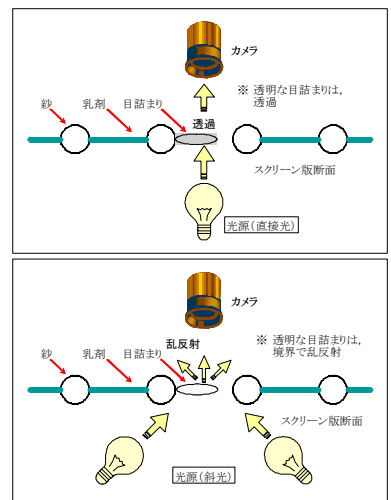 カメラ
※ 透明な目詰まりは,
透過
紗
乳剤
目詰まり
透過
スクリーン版断面
光源(直接光)
カメラ
乱反射
※ 透明な目詰まりは,
境界で乱反射
紗
乳剤
目詰まり
スクリーン版断面
光源(斜光)